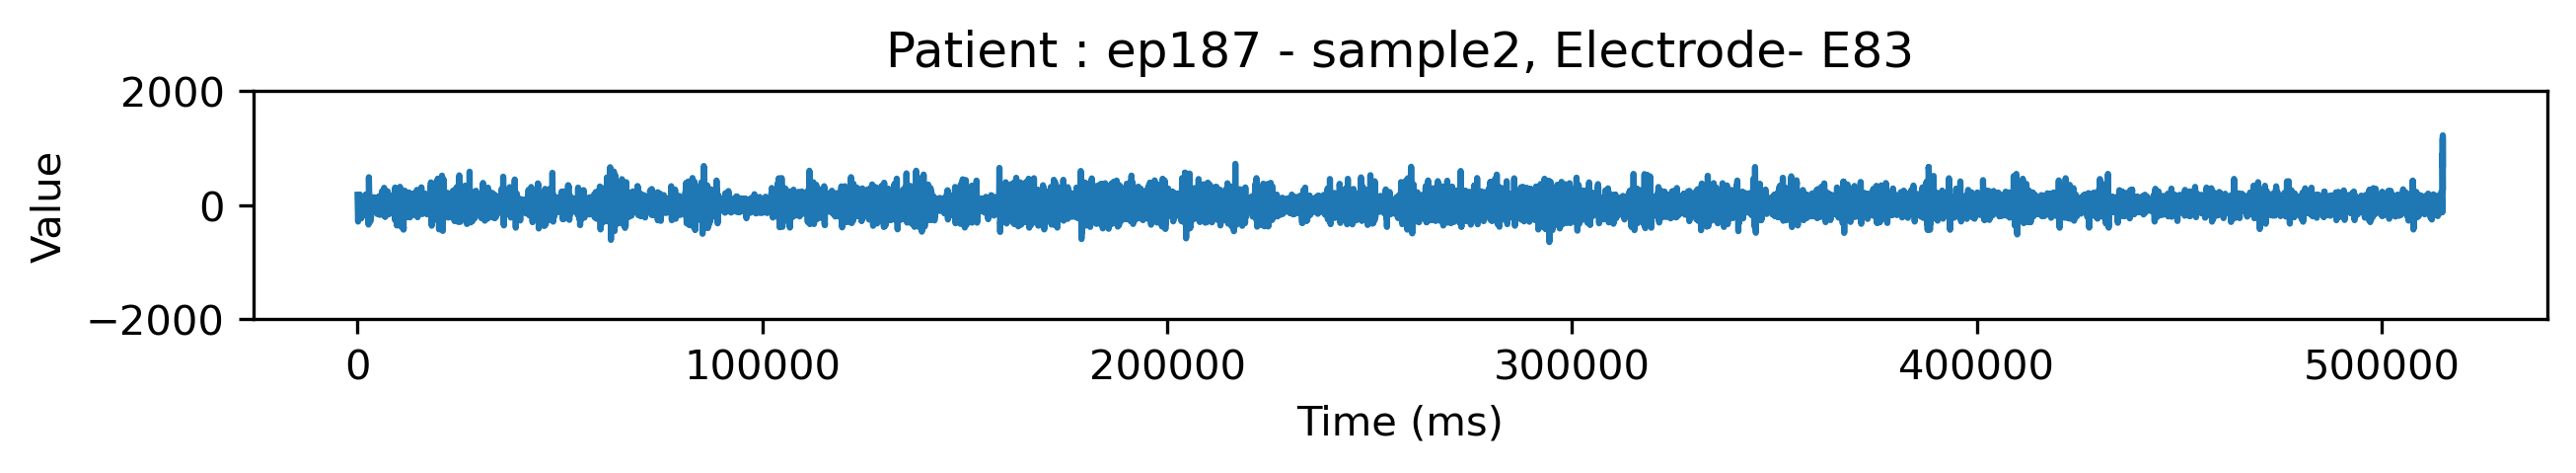 Patient : ep187 - sample2, Electrode- E83
2000
0
−2000
Value
0 100000 200000 300000 400000 500000
Time (ms)